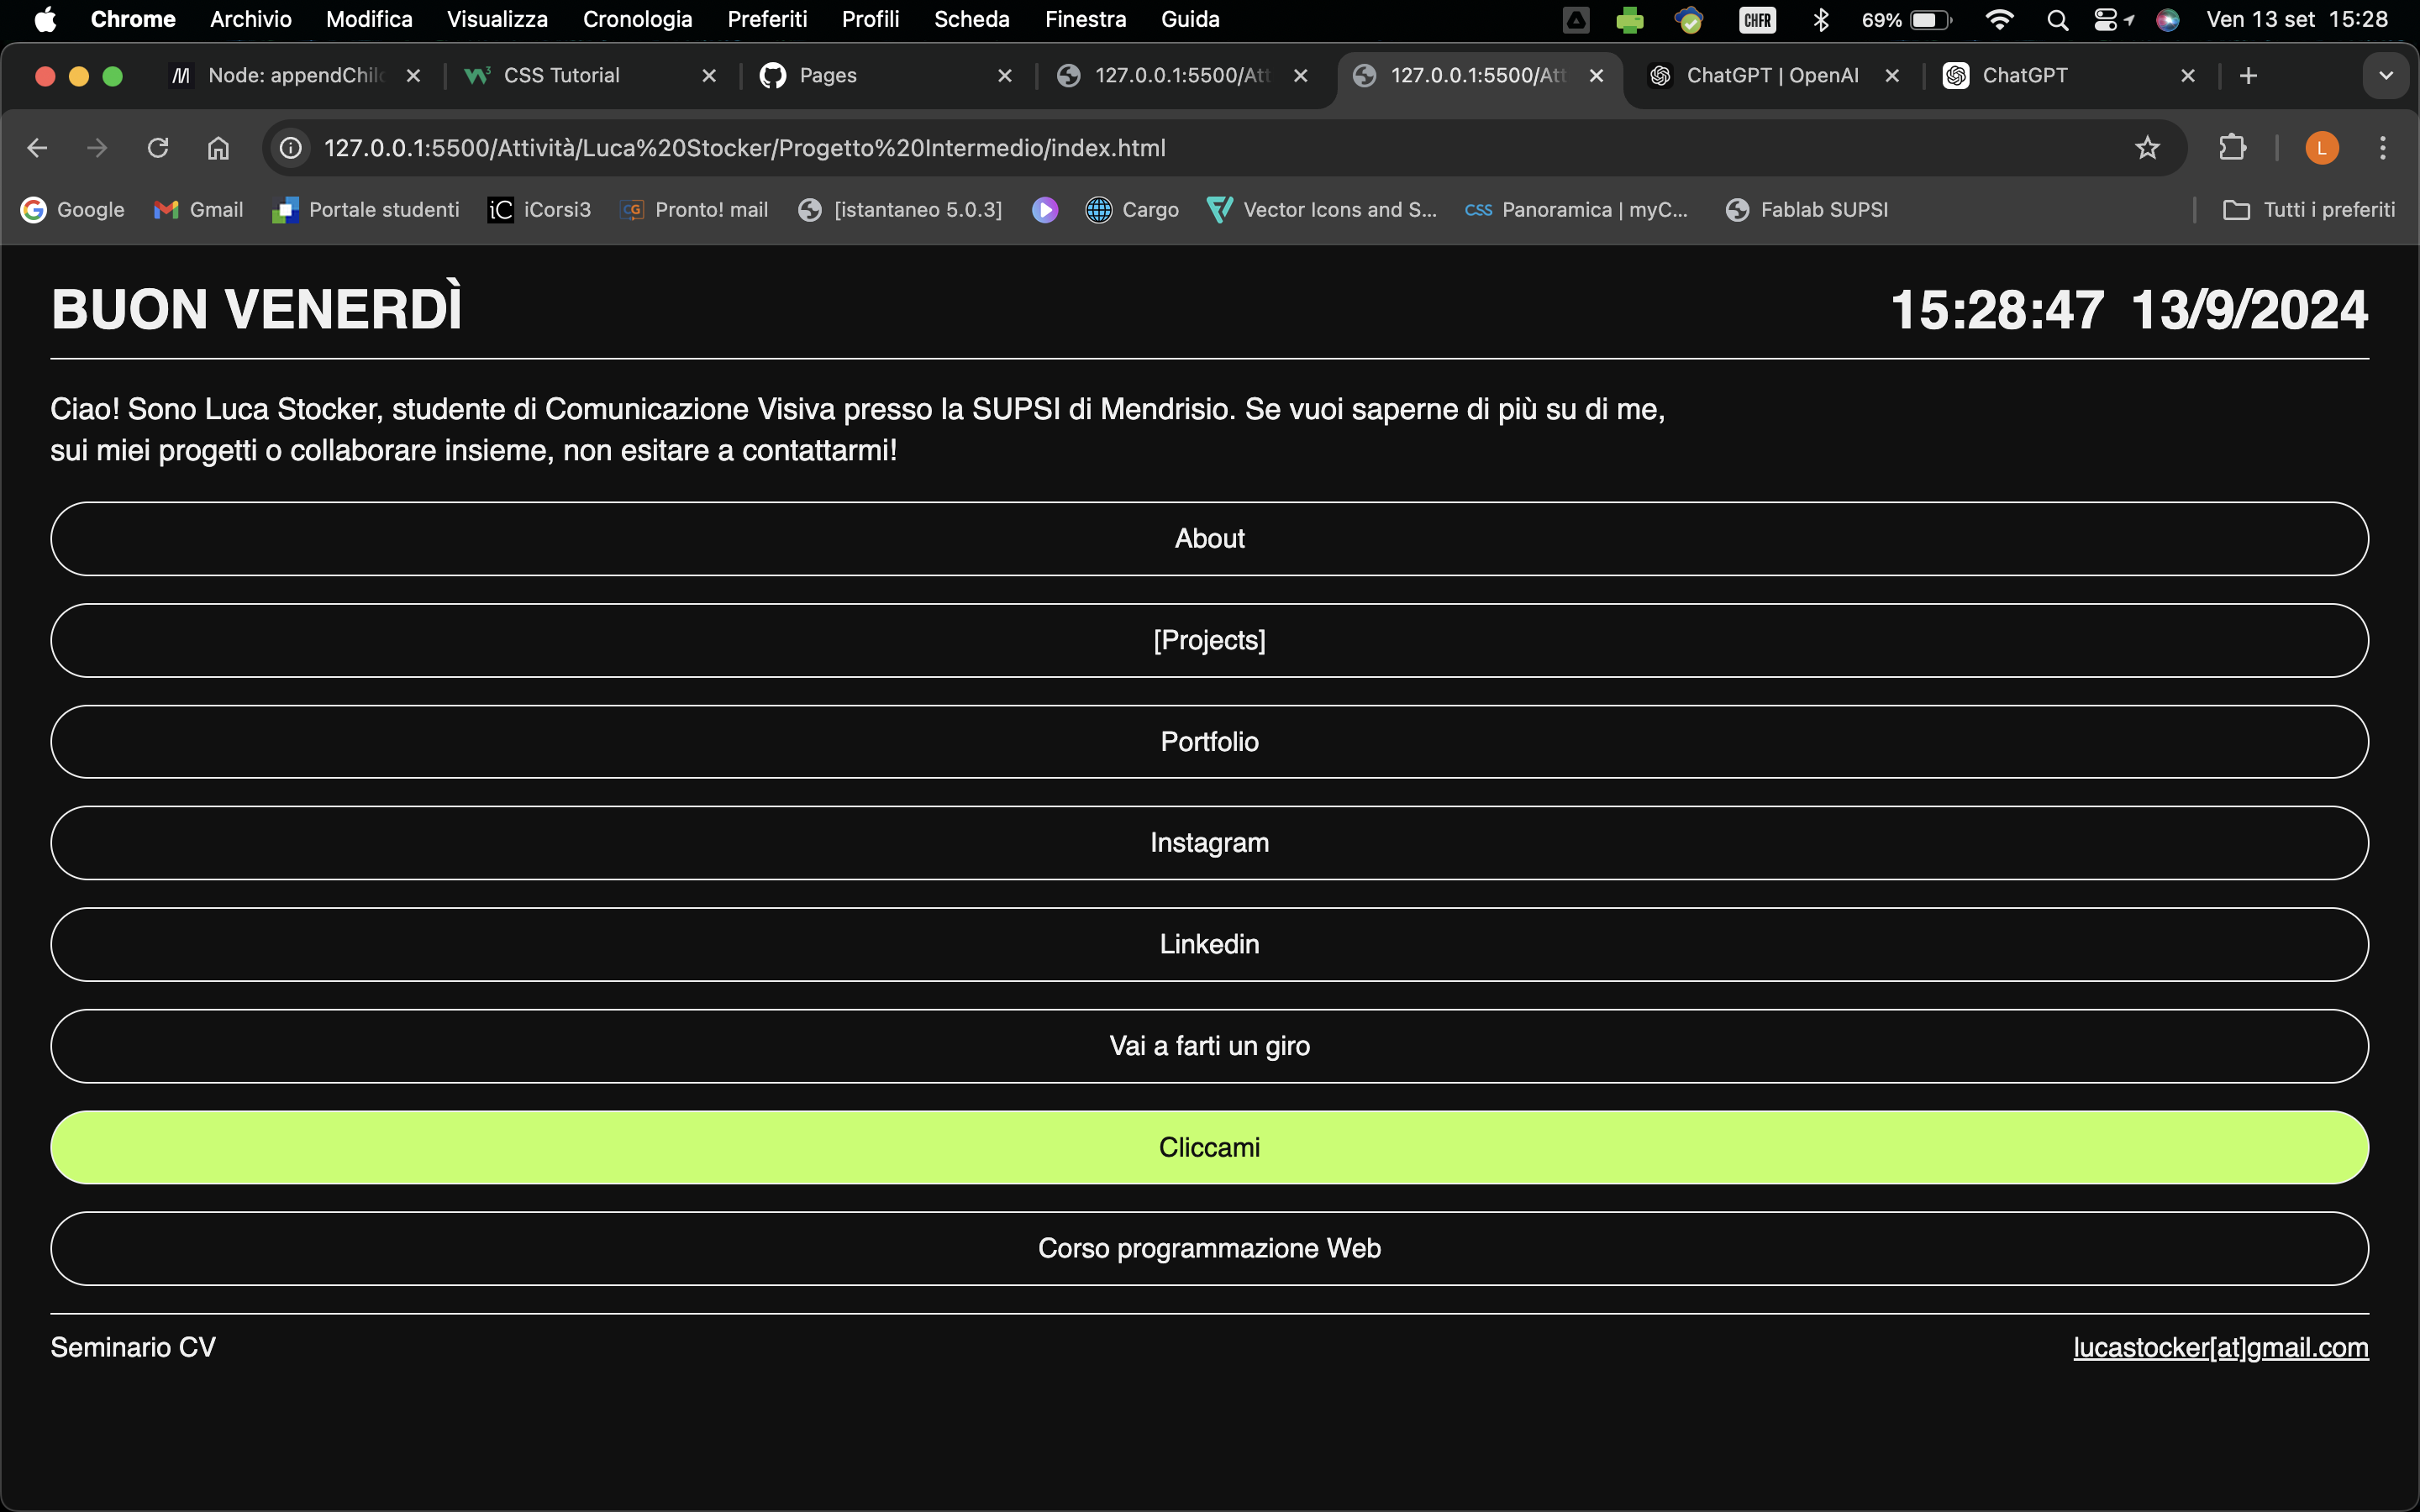 Chrome Archivio Modifica Visualizza Cronologia Preferiti Profili Scheda Finestra Guida CHFR 69% Ven 13 set 15:28
Node: appendChil CSS Tutorial Pages 127.0.0.1:5500/Att 127.0.0.1:5500/Att ChatGPT | OpenAI ChatGPT
127.0.0.1:5500/Attività/Luca%20Stocker/Progetto%20Intermedio/index.html L
Google Gmail Portale studenti iC iCorsi3 CG Pronto! mail [istantaneo 5.0.3] Cargo Vector Icons and S... CSS Panoramica | myC... Fablab SUPSI Tutti i preferiti
BUON VENERDÌ 15:28:47 13/9/2024
Ciao! Sono Luca Stocker, studente di Comunicazione Visiva presso la SUPSI di Mendrisio. Se vuoi saperne di più su di me,
sui miei progetti o collaborare insieme, non esitare a contattarmi!
About
[Projects]
Portfolio
Instagram
Linkedin
Vai a farti un giro
Cliccami
Corso programmazione Web
Seminario CV lucastocker[at]gmail.com